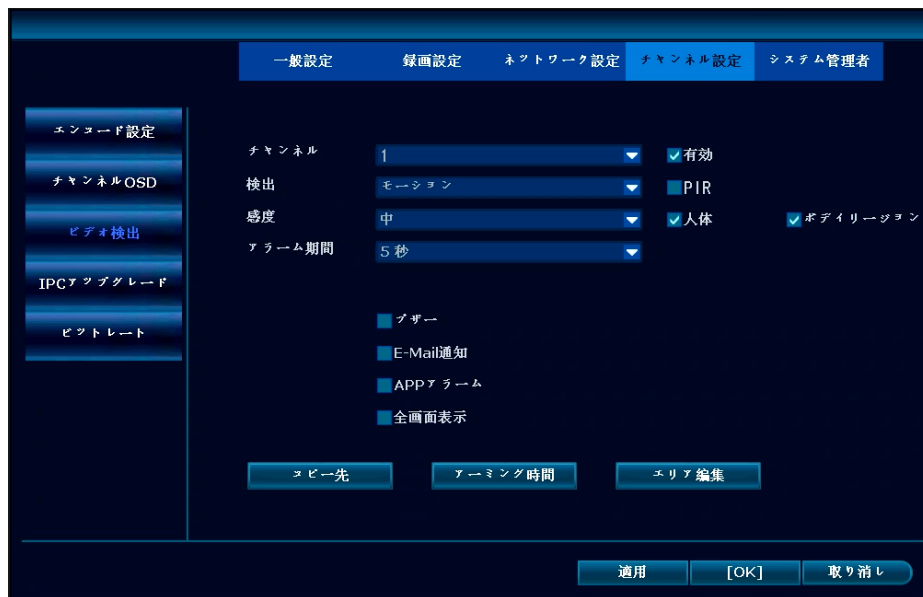 一般設定 録画設定 ネットワーク設定 チャンネル設定 システム管理者
エンコード設定
チャンネルOSD
ビデオ検出
IPCアップグレード
ビットレート
チャンネル 1 有効
検出 モーション PIR
感度 中 人体 ボディリージョン
アラーム期間 5秒
ブザー
E-Mail通知
APPアラーム
全画面表示
コピー先 アーミング時間 エリア編集
適用 [OK] 取り消し